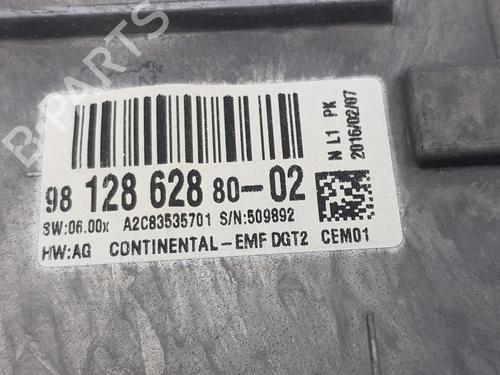 B-PARTS
N L1 PK
2016/02/07
98 128 628 80-02
SW:06.00x A2C83535701 S/N:509892
HW:AG CONTINENTAL-EMF DGT2 CEM01